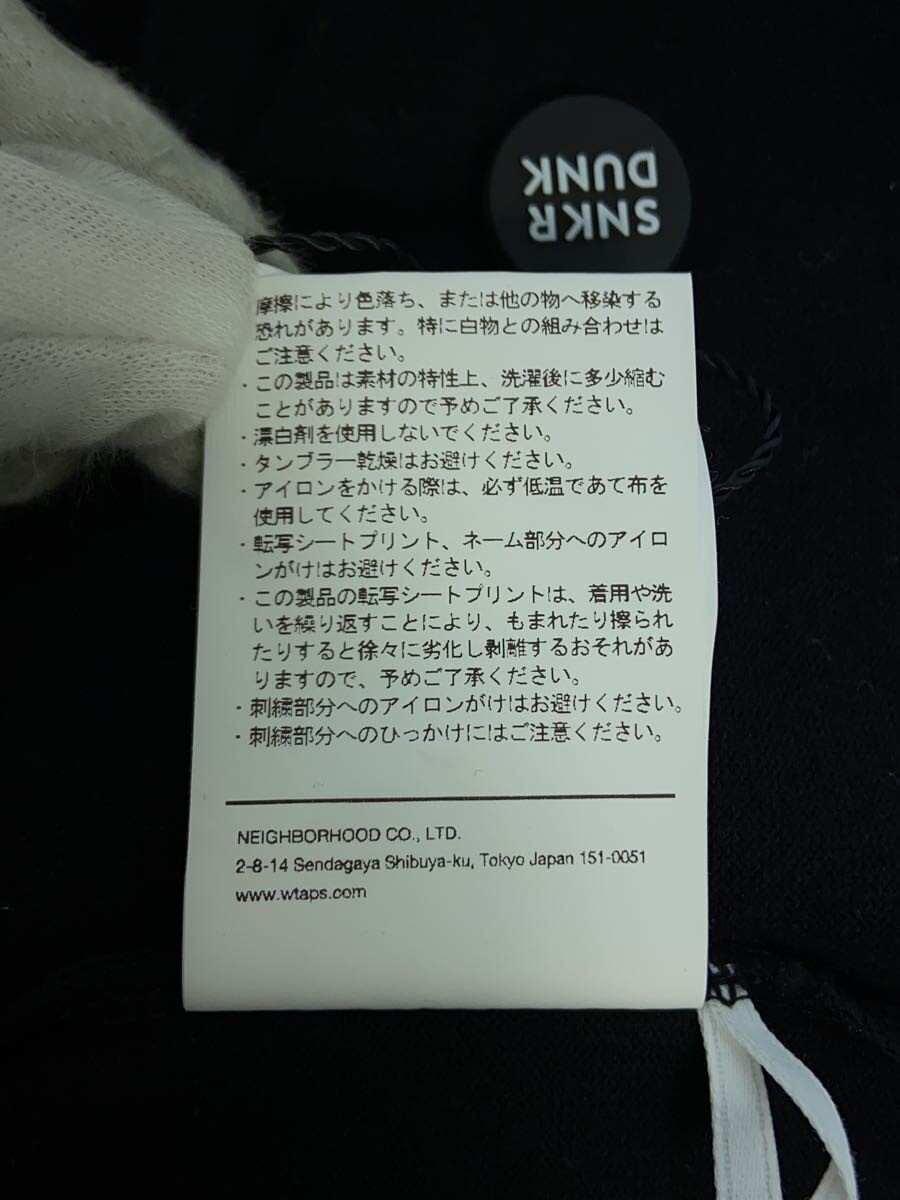 SNKR
DUNK
摩擦により色落ち、または他の物へ移染する
恐れがあります。特に白物との組み合わせは
ご注意ください。
・この製品は素材の特性上、洗濯後に多少縮む
ことがありますので予めご了承ください。
・漂白剤を使用しないでください。
・タンブラー乾燥はお避けください。
・アイロンをかける際は、必ず低温であて布を
使用してください。
・転写シートプリント、ネーム部分へのアイロ
ンがけはお避けください。
・この製品の転写シートプリントは、着用や洗
いを繰り返すことにより、もまれたり擦られ
たりすると徐々に劣化し剥離するおそれがあ
りますので、予めご了承ください。
・刺繍部分へのアイロンがけはお避けください。
・刺繍部分へのひっかけにはご注意ください。
NEIGHBORHOOD CO., LTD.
2-8-14 Sendagaya Shibuya-ku, Tokyo Japan 151-0051
www.wtaps.com